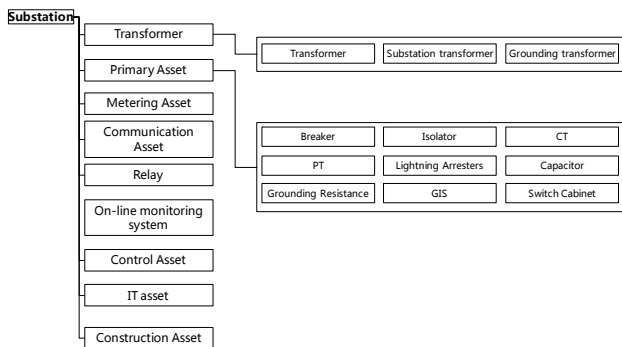 Substation
Transformer
Transformer
Substation transformer
Grounding transformer
Primary Asset
Metering Asset
Communication
Asset
Breaker
Isolator
CT
PT
Lightning Arresters
Capacitor
Grounding Resistance
GIS
Switch Cabinet
Relay
On-line monitoring
system
Control Asset
IT asset
Construction Asset